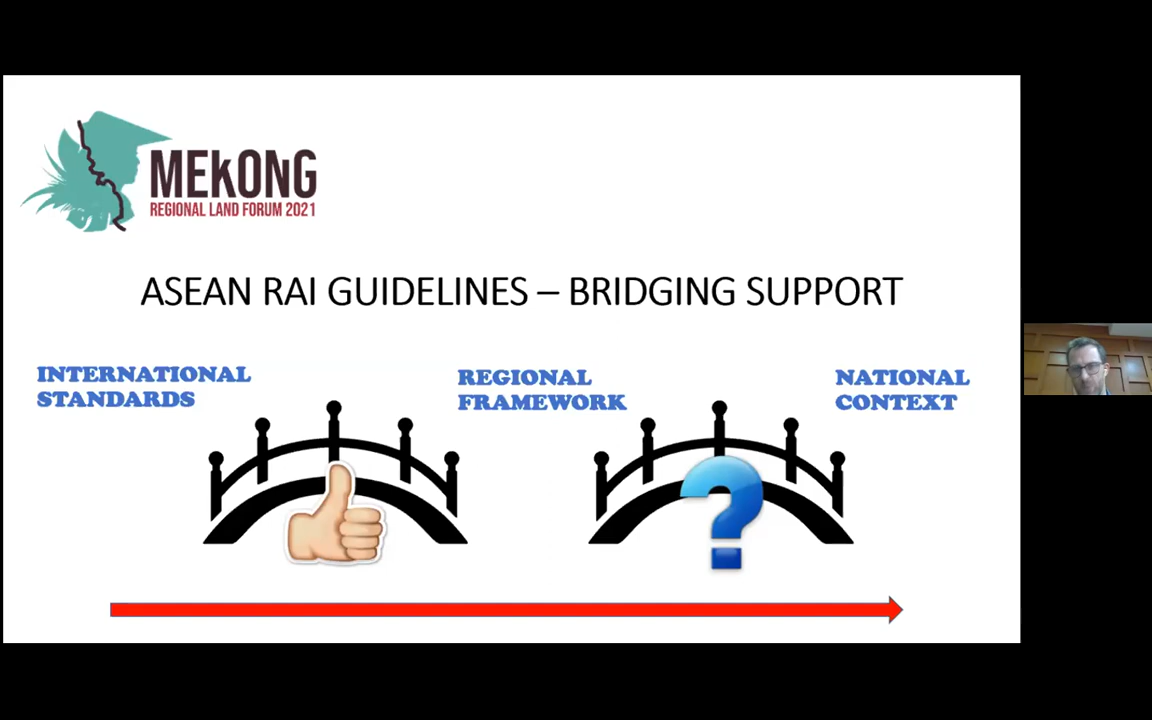 MEKONG
REGIONAL LAND FORUM 2021
ASEAN RAI GUIDELINES – BRIDGING SUPPORT
INTERNATIONAL
STANDARDS
REGIONAL
FRAMEWORK
NATIONAL
CONTEXT